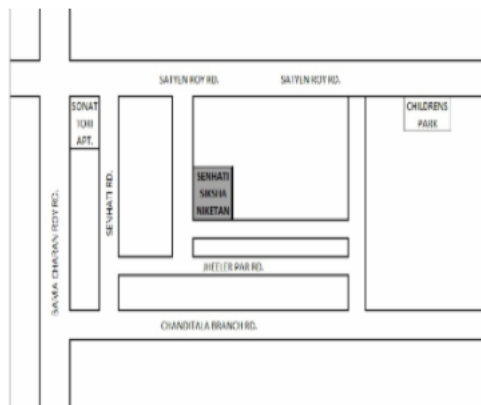 SATYEN ROY RD. SATYEN ROY RD.
SONAT
TORI
APT.
CHILDRENS
PARK
SENHATI
SIKSHA
NIKETAN
SENHATI RD.
BAMA CHARAN ROY RD.
JHEELER PAR RD.
CHANDITALA BRANCH RD.